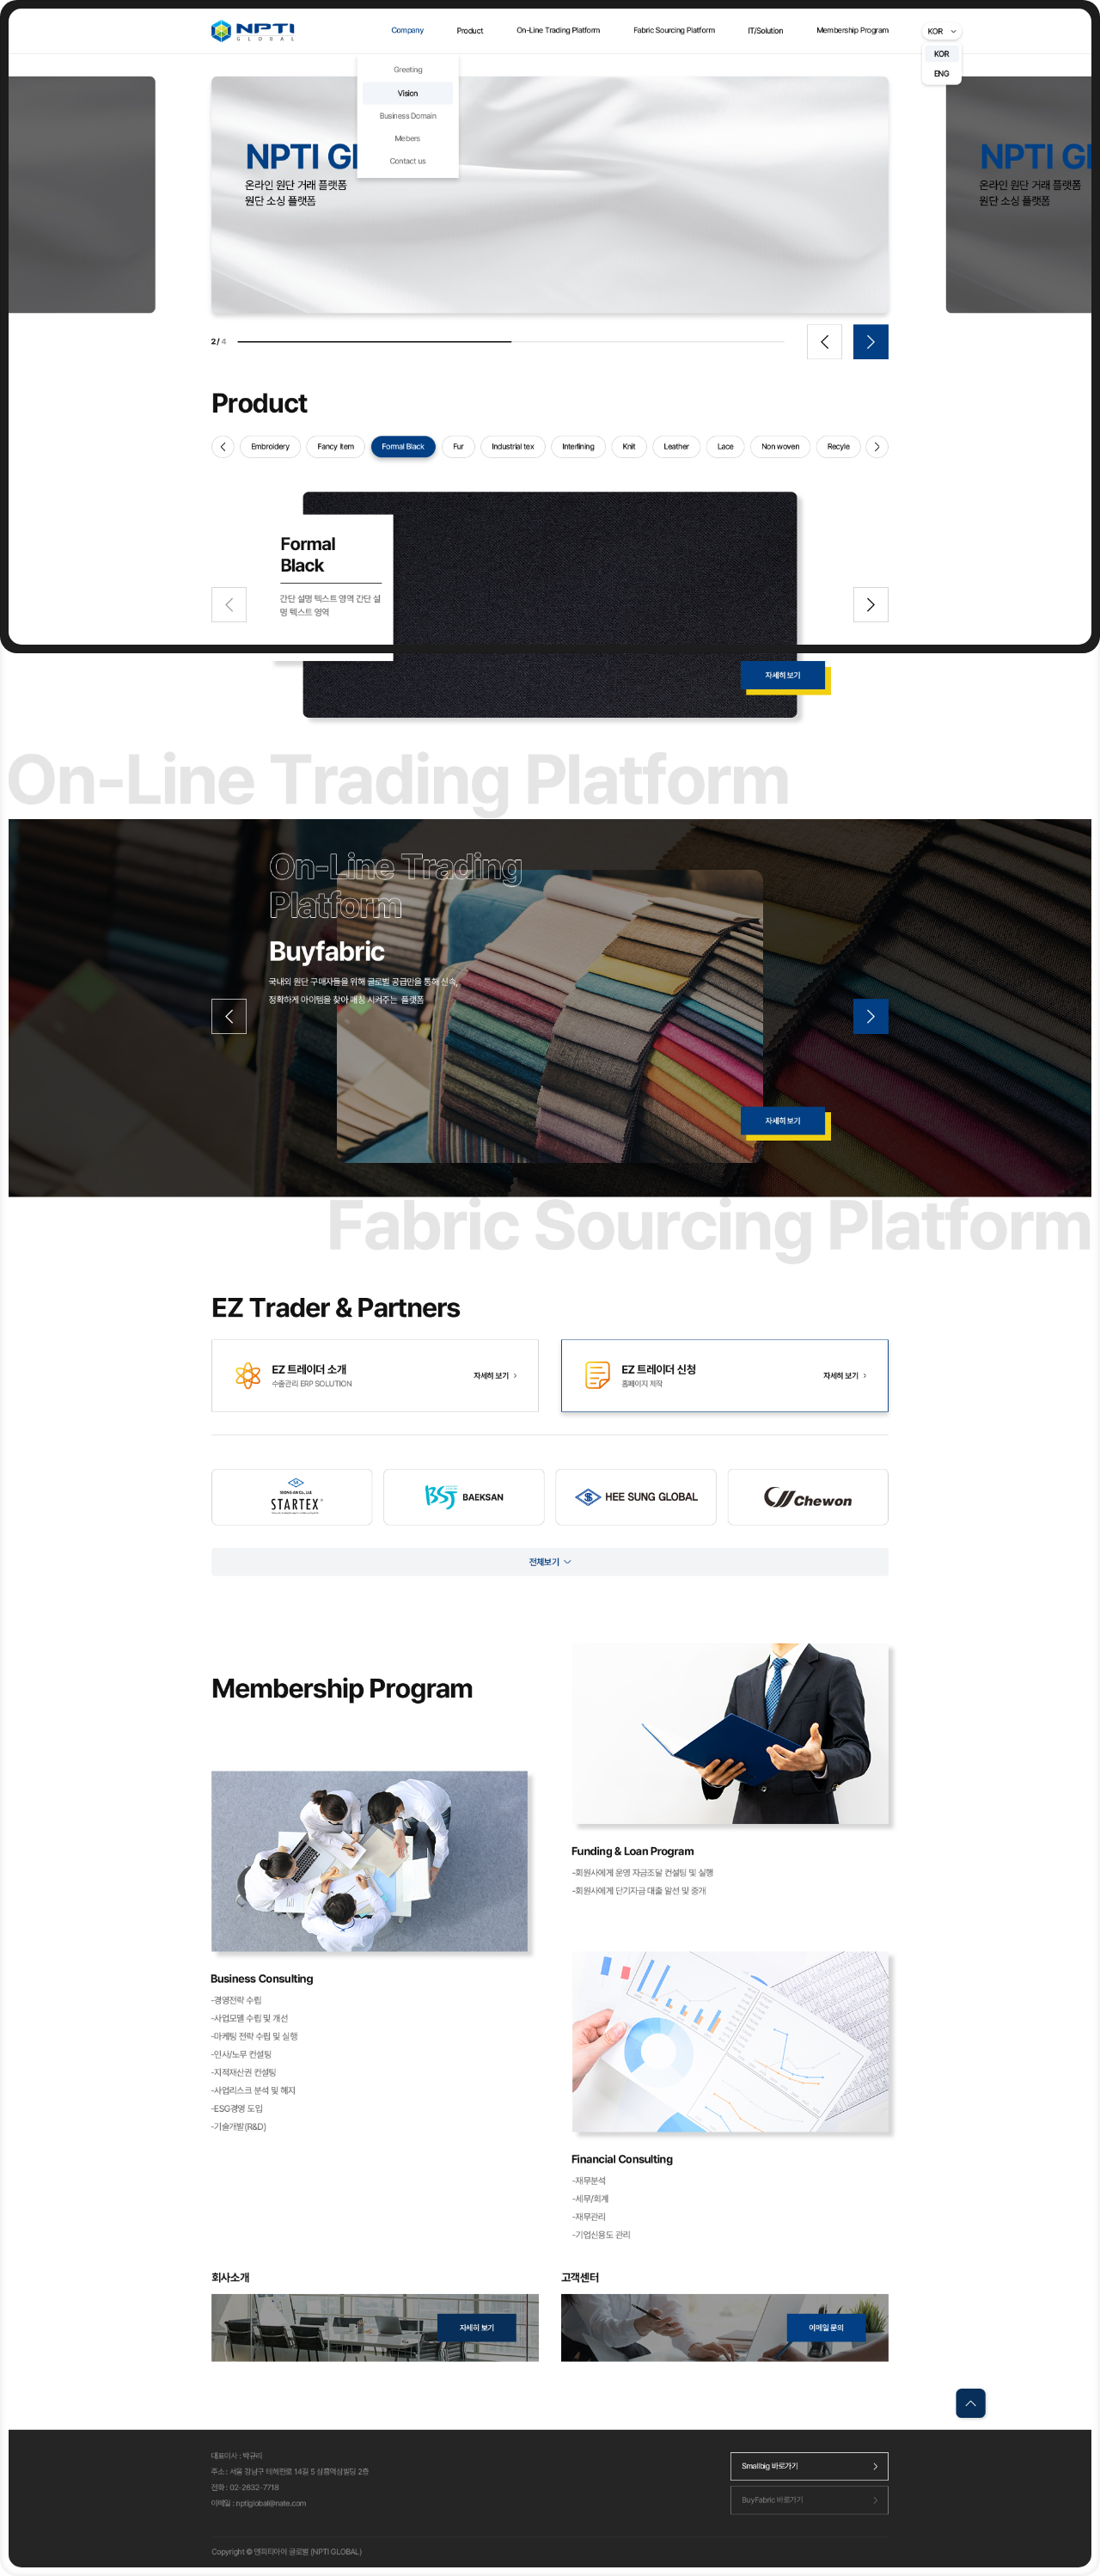 NPTI
GLOBAL
Company
Product
On-Line Trading Platform
Fabric Sourcing Platform
IT/Solution
Membership Program
KOR
KOR
ENG
Greeting
Vision
Business Domain
Mebers
Contact us
NPTI Gl
온라인 원단 거래 플랫폼
원단 소싱 플랫폼
NPTI Gl
온라인 원단 거래 플랫폼
원단 소싱 플랫폼
2 / 4
Product
Embroidery
Fancy item
Formal Black
Fur
Industrial tex
Interlining
Knit
Leather
Lace
Non woven
Recyle
Formal
Black
간단 설명 텍스트 영역 간단 설
명 텍스트 영역
자세히 보기
On-Line Trading Platform
On-Line Trading
Platform
Buyfabric
국내외 원단 구매자들을 위해 글로벌 공급만을 통해 신속,
정확하게 아이템을 찾아 매칭 시켜주는 플랫폼
자세히 보기
Fabric Sourcing Platform
EZ Trader & Partners
EZ 트레이더 소개
수출관리 ERP SOLUTION
자세히 보기
EZ 트레이더 신청
홈페이지 제작
자세히 보기
STARTEX
BAEKSAN
HEE SUNG GLOBAL
Chewon
전체보기
Membership Program
Funding & Loan Program
-회원사에게 운영 자금조달 컨설팅 및 실행
-회원사에게 단기자금 대출 알선 및 중개
Business Consulting
-경영전략 수립
-사업모델 수립 및 개선
-마케팅 전략 수립 및 실행
-인사/노무 컨설팅
-지적재산권 컨설팅
-사업리스크 분석 및 헤지
-ESG경영 도입
-기술개발(R&D)
Financial Consulting
-재무분석
-세무/회계
-재무관리
-기업신용도 관리
회사소개
자세히 보기
고객센터
이메일 문의
대표이사 : 박규리
주소 : 서울 강남구 테헤란로 14길 5 삼흥역삼빌딩 2층
전화 : 02-2632-7718
이메일 : nptiglobal@nate.com
Smallbig 바로가기
BuyFabric 바로가기
Copyright © 엔피티아이 글로벌 (NPTI GLOBAL)